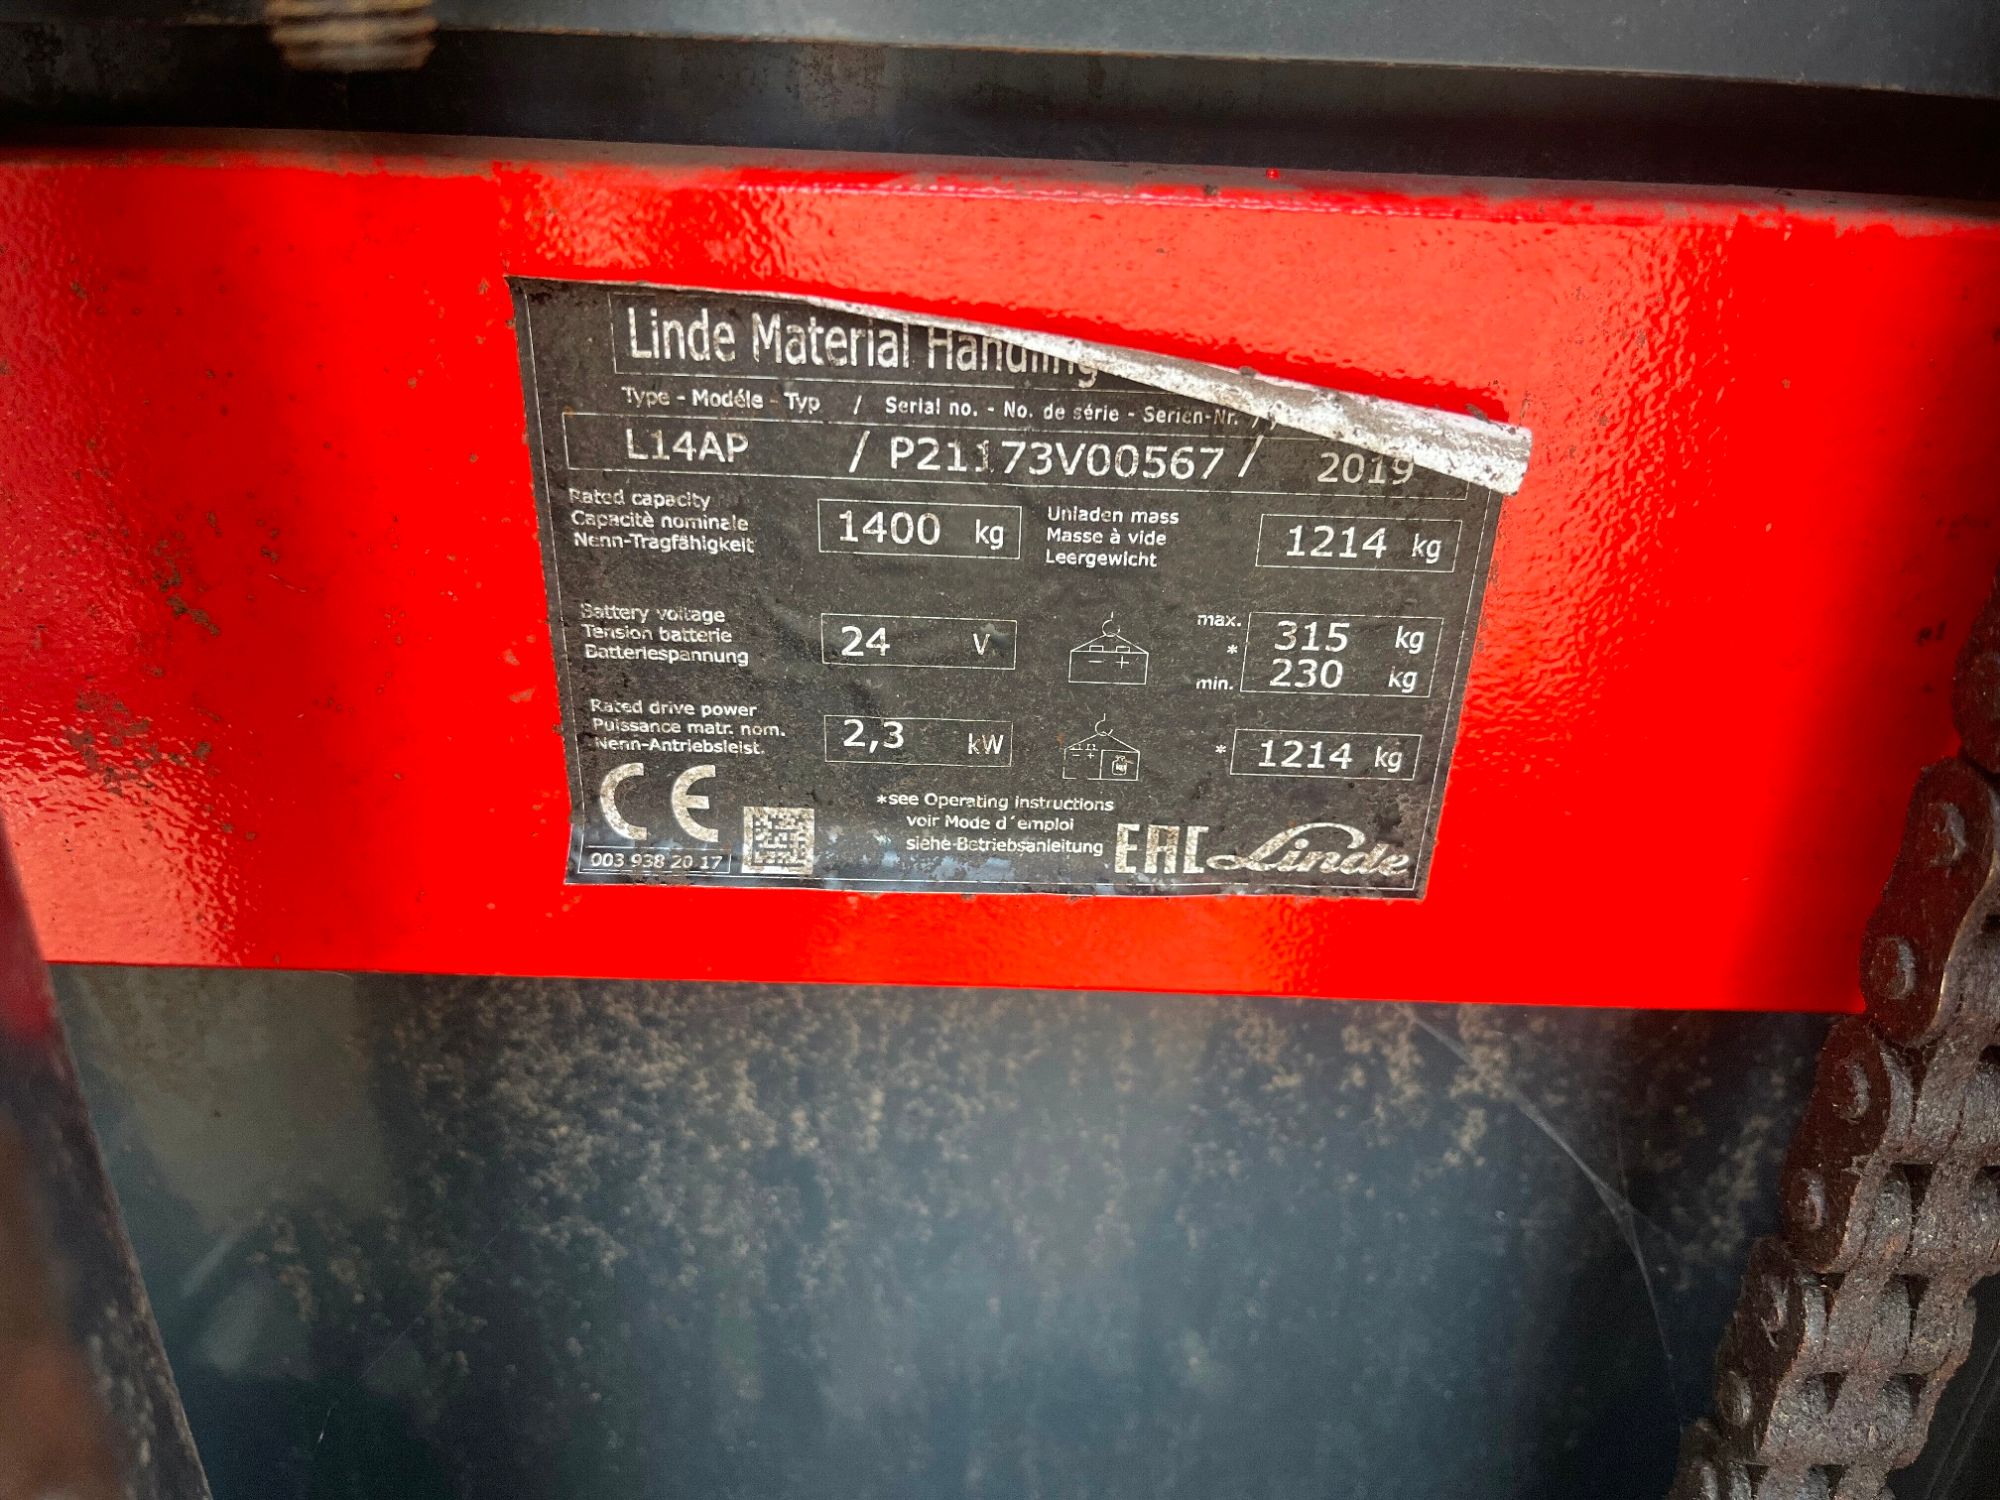 Linde Material Handling
Type - Modéle - Typ / Serial no. - No. de série - Serien-Nr. /
L14AP / P21173V00567 / 2019
Rated capacity
Capacitè nominale
Nenn-Tragfähigkeit
1400 kg
Unladen mass
Masse à vide
Leergewicht
1214 kg
Battery voltage
Tension batterie
Batteriespannung
24 V
- +
max. 315 kg
*
min. 230 kg
Rated drive power
Puissance matr. nom.
Nenn-Antriebsleist.
2,3 kW
- +
* 1214 kg
CE
*see Operating instructions
voir Mode d´emploi
siehe Betriebsanleitung
003 938 20 17
EAC Linde